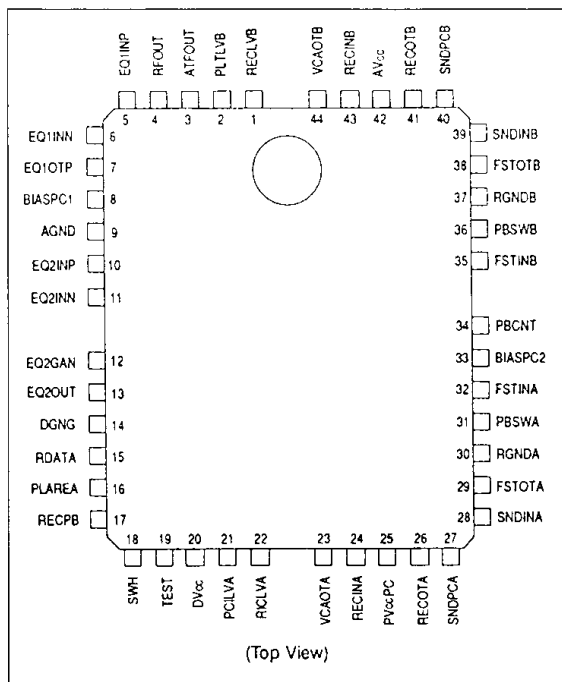 EQ1INP RFOUT ATFOUT PLTLVB RECLVB VCAOTB RECINB AVcc RECOTB SNDPCB
5 4 3 2 1 44 43 42 41 40
EQ1INN 6 39 SNDINB
EQ1OTP 7 38 FSTOTB
BIASPC1 8 37 RGNDB
AGND 9 36 PBSWB
EQ2INP 10 35 FSTINB
EQ2INN 11
34 PBCNT
EQ2GAN 12 33 BIASPC2
EQ2OUT 13 32 FSTINA
DGNG 14 31 PBSWA
RDATA 15 30 RGNDA
PLAREA 16 29 FSTOTA
RECPB 17 28 SNDINA
18 19 20 21 22 23 24 25 26 27
SWH TEST DVcc PCILVA RICLVA VCAOTA RECINA PVccPC RECOTA SNDPCA
(Top View)